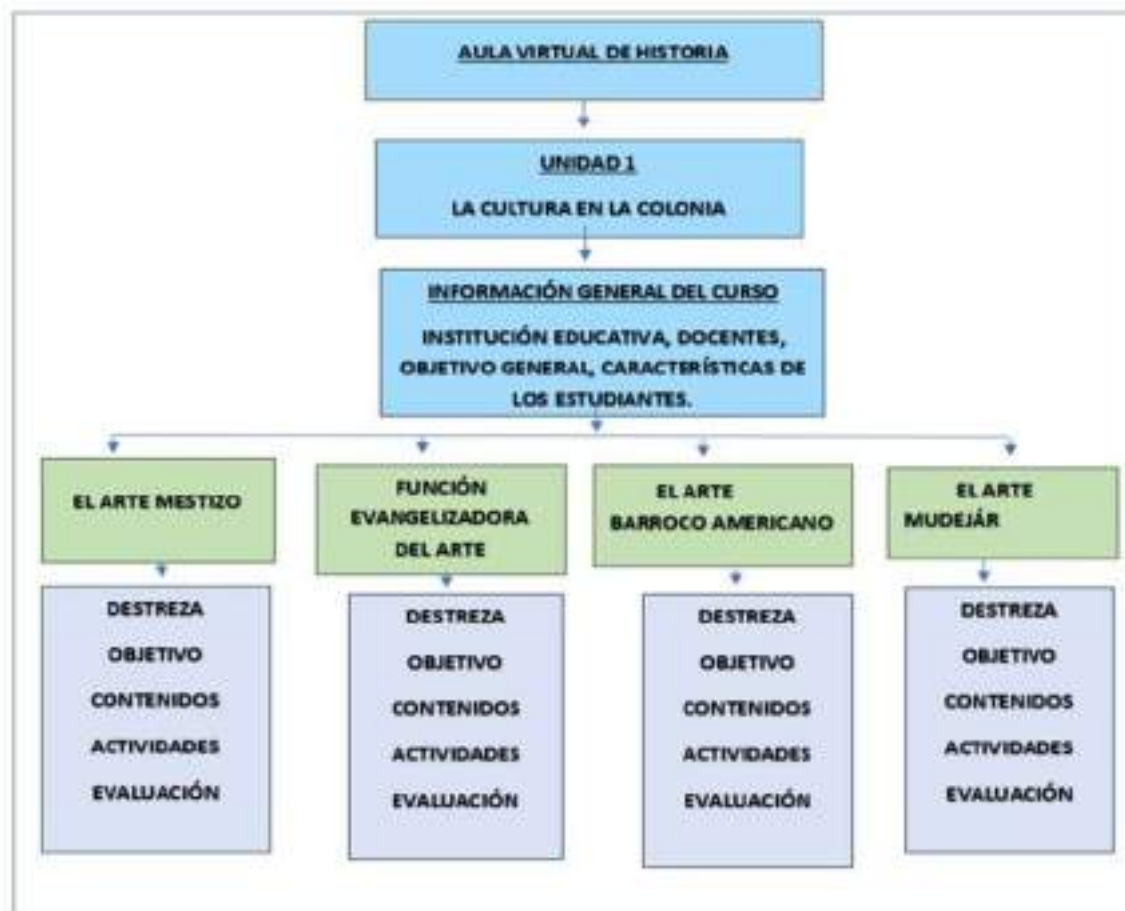 AULA VIRTUAL DE HISTORIA
UNIDAD 1
LA CULTURA EN LA COLONIA
INFORMACIÓN GENERAL DEL CURSO
INSTITUCIÓN EDUCATIVA, DOCENTES,
OBJETIVO GENERAL, CARACTERÍSTICAS DE
LOS ESTUDIANTES.
EL ARTE MESTIZO
FUNCIÓN
EVANGELIZADORA
DEL ARTE
EL ARTE
BARROCO AMERICANO
EL ARTE
MUDEJÁR
DESTREZA
OBJETIVO
CONTENIDOS
ACTIVIDADES
EVALUACIÓN
DESTREZA
OBJETIVO
CONTENIDOS
ACTIVIDADES
EVALUACIÓN
DESTREZA
OBJETIVO
CONTENIDOS
ACTIVIDADES
EVALUACIÓN
DESTREZA
OBJETIVO
CONTENIDOS
ACTIVIDADES
EVALUACIÓN